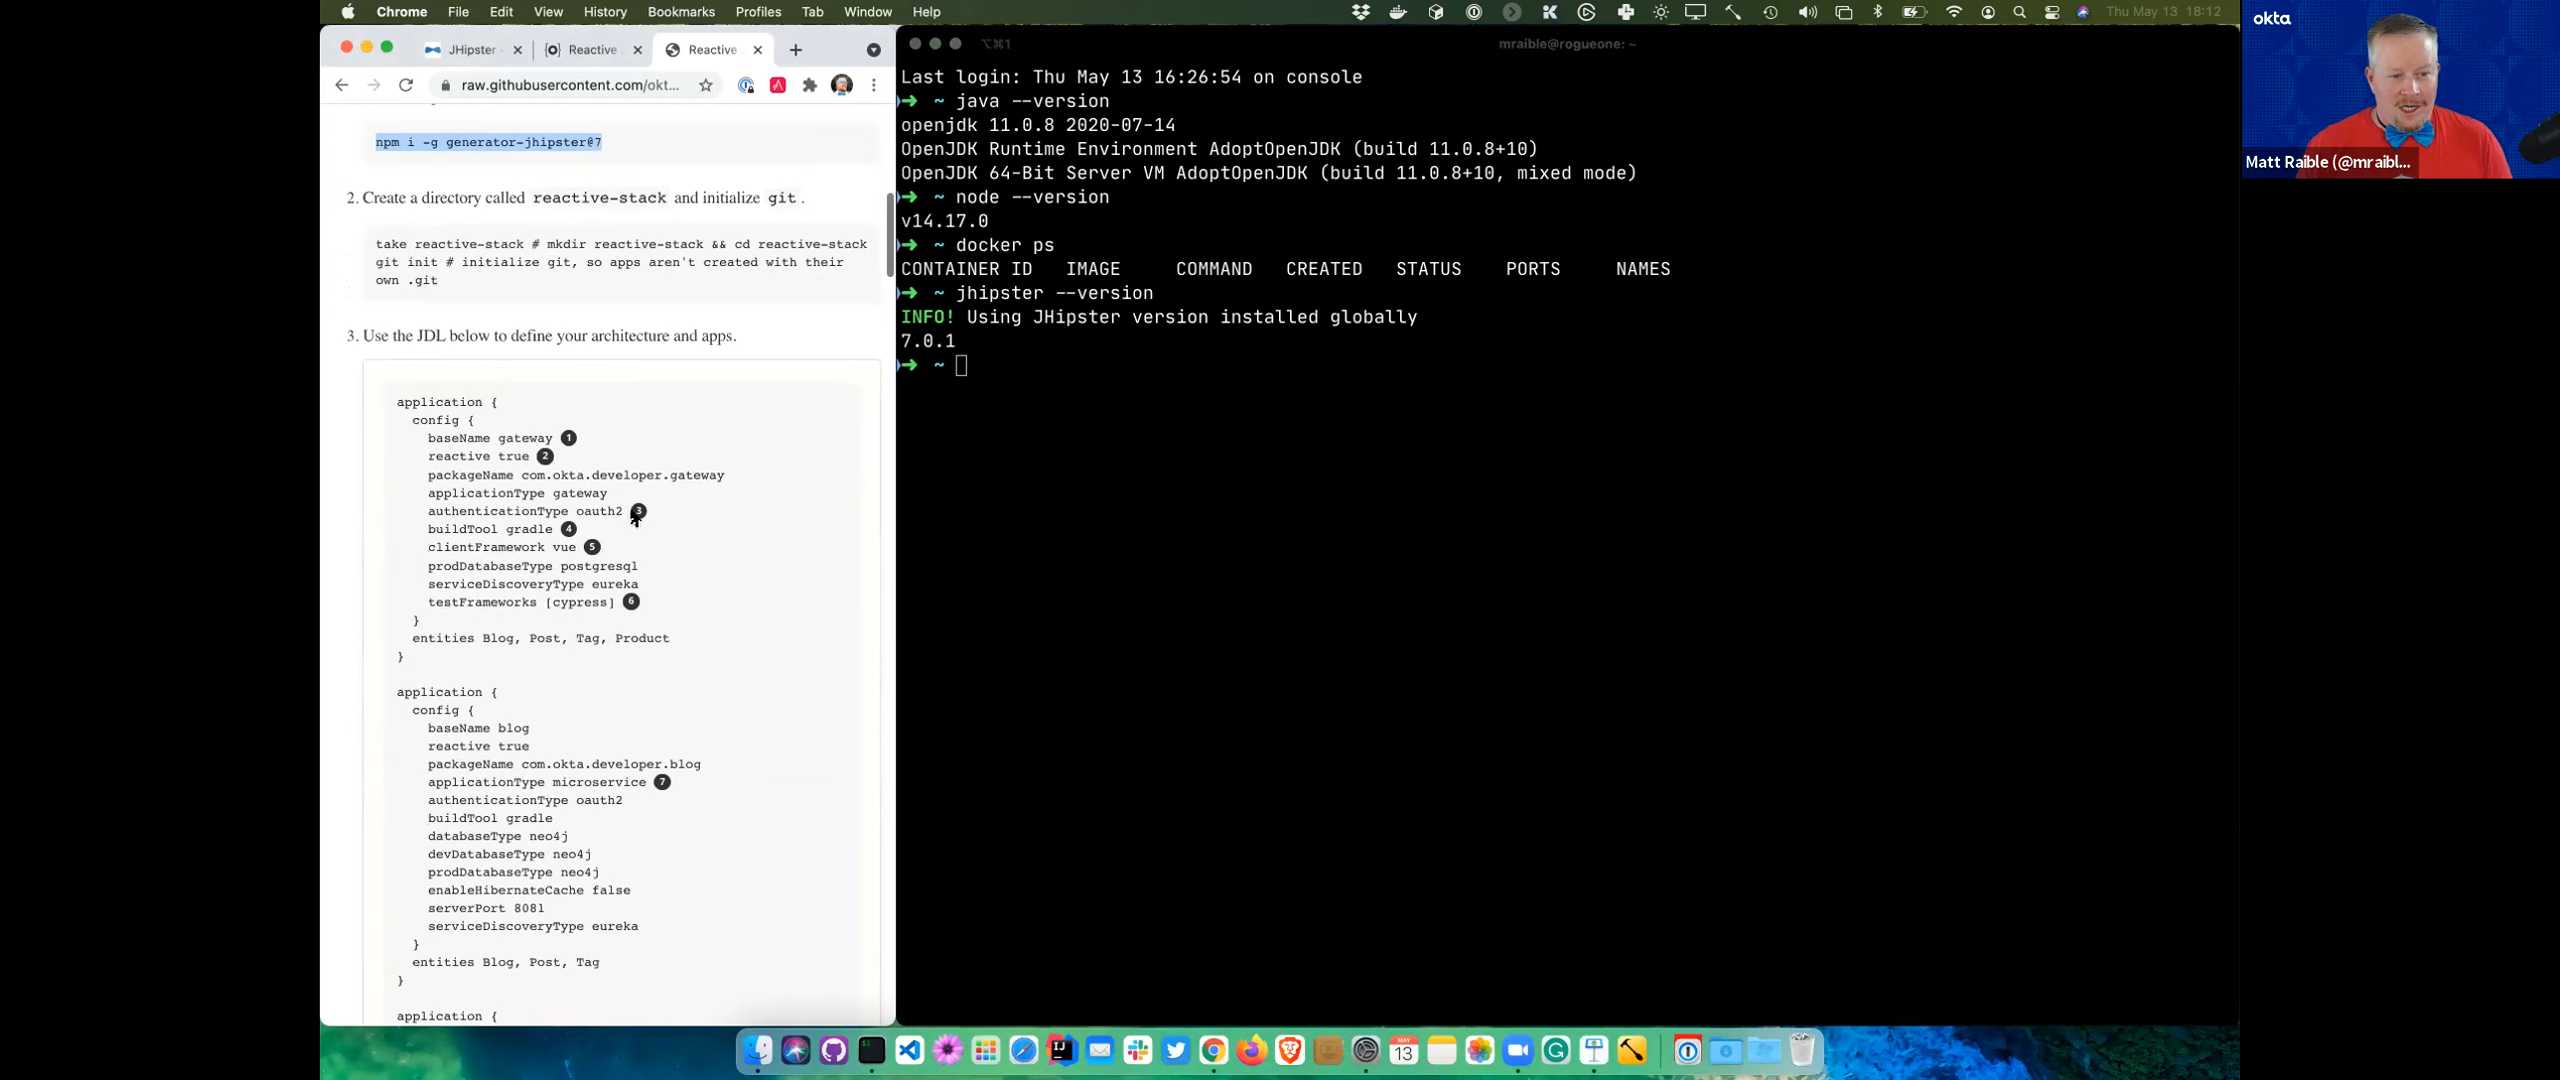 Chrome File Edit View History Bookmarks Profiles Tab Window Help
Thu May 13 18:12
JHipster
Reactive
Reactive
raw.githubusercontent.com/okt...
npm i -g generator-jhipster@7
2. Create a directory called reactive-stack and initialize git .
take reactive-stack # mkdir reactive-stack && cd reactive-stack
git init # initialize git, so apps aren't created with their
own .git
3. Use the JDL below to define your architecture and apps.
application {
config {
baseName gateway 1
reactive true 2
packageName com.okta.developer.gateway
applicationType gateway
authenticationType oauth2 3
buildTool gradle 4
clientFramework vue 5
prodDatabaseType postgresql
serviceDiscoveryType eureka
testFrameworks [cypress] 6
}
entities Blog, Post, Tag, Product
}
application {
config {
baseName blog
reactive true
packageName com.okta.developer.blog
applicationType microservice 7
authenticationType oauth2
buildTool gradle
databaseType neo4j
devDatabaseType neo4j
prodDatabaseType neo4j
enableHibernateCache false
serverPort 8081
serviceDiscoveryType eureka
}
entities Blog, Post, Tag
}
application {
⌥⌘1
mraible@rogueone: ~
Last login: Thu May 13 16:26:54 on console
➜ ~ java --version
openjdk 11.0.8 2020-07-14
OpenJDK Runtime Environment AdoptOpenJDK (build 11.0.8+10)
OpenJDK 64-Bit Server VM AdoptOpenJDK (build 11.0.8+10, mixed mode)
➜ ~ node --version
v14.17.0
➜ ~ docker ps
CONTAINER ID IMAGE COMMAND CREATED STATUS PORTS NAMES
➜ ~ jhipster --version
INFO! Using JHipster version installed globally
7.0.1
➜ ~
okta
Matt Raible (@mraibl...
MAY
13